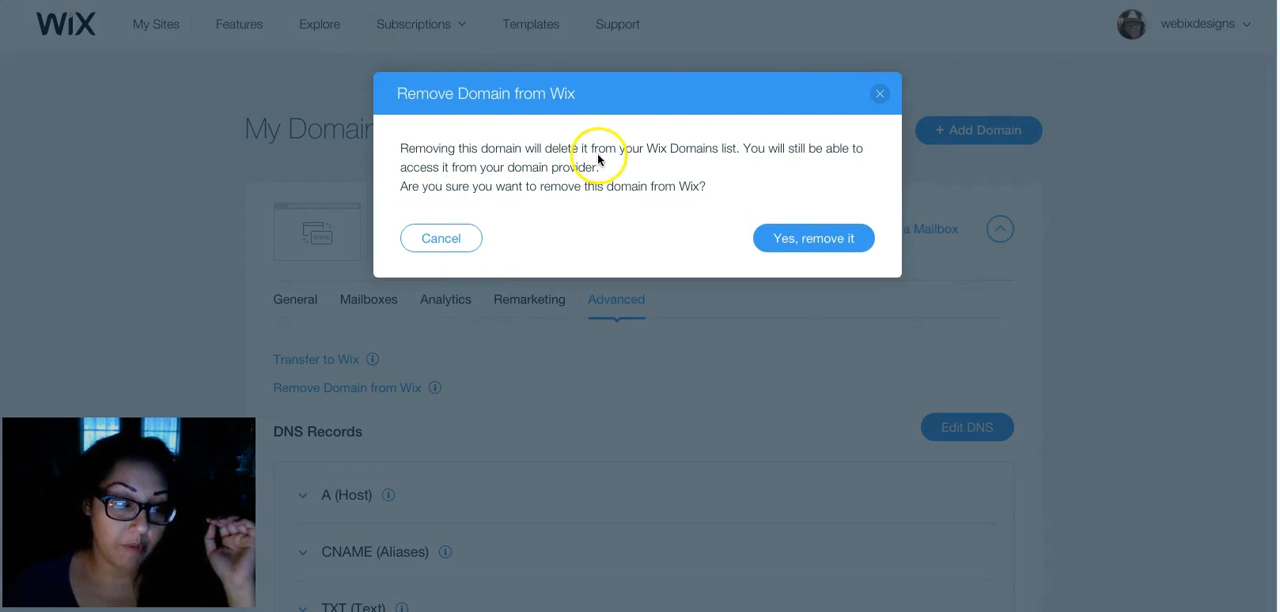 WiX
My Sites
Features
Explore
Subscriptions
Templates
Support
webixdesigns
Remove Domain from Wix
My Domain
+ Add Domain
Removing this domain will delete it from your Wix Domains list. You will still be able to
access it from your domain provider.
Are you sure you want to remove this domain from Wix?
a Mailbox
Cancel
Yes, remove it
General
Mailboxes
Analytics
Remarketing
Advanced
Transfer to Wix
Remove Domain from Wix
DNS Records
Edit DNS
A (Host)
CNAME (Aliases)
TXT (Text)